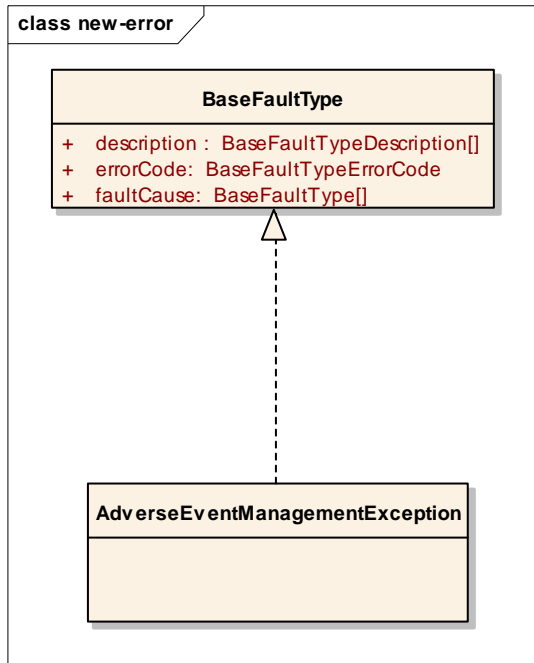 class new-error
BaseFaultType
+ description : BaseFaultTypeDescription[]
+ errorCode: BaseFaultTypeErrorCode
+ faultCause: BaseFaultType[]
AdverseEventManagementException